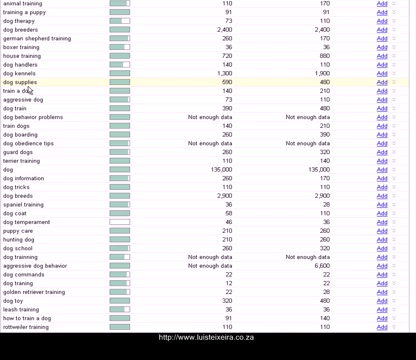 animal training 110 170 Add
training a puppy 91 91 Add
dog therapy 73 110 Add
dog breeders 2,400 2,400 Add
german shepherd training 260 170 Add
boxer training 36 36 Add
house training 720 880 Add
dog handlers 140 110 Add
dog kennels 1,300 1,900 Add
dog supplies 590 480 Add
train a dog 140 210 Add
aggressive dog 73 110 Add
dog train 390 480 Add
dog behavior problems Not enough data Not enough data Add
train dogs 140 210 Add
dog boarding 260 390 Add
dog obedience tips Not enough data Not enough data Add
guard dogs 260 320 Add
terrier training 110 140 Add
dog 135,000 135,000 Add
dog information 260 170 Add
dog tricks 110 110 Add
dog breeds 2,900 2,900 Add
spaniel training 36 28 Add
dog coat 58 110 Add
dog temperament 46 36 Add
puppy care 210 260 Add
hunting dog 210 260 Add
dog school 260 320 Add
dog trainning Not enough data Not enough data Add
aggressive dog behavior Not enough data 6,600 Add
dog commands 22 22 Add
dog traning 12 22 Add
golden retriever training 22 28 Add
dog toy 320 480 Add
leash training 36 36 Add
how to train a dog 91 140 Add
rottweiler training 110 110 Add
http://www.luisteixeira.co.za